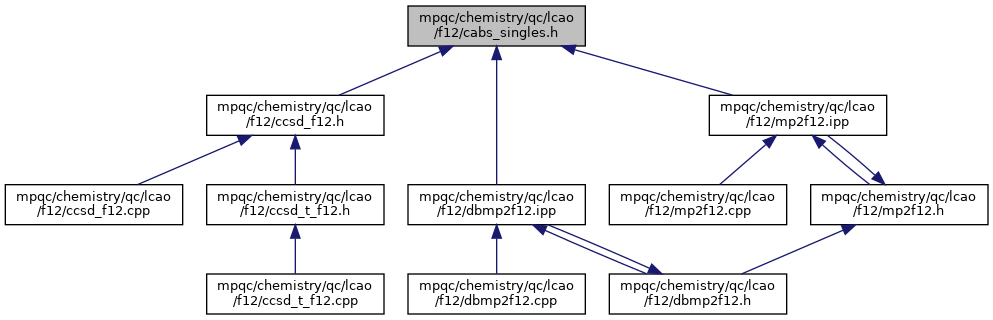 mpqc/chemistry/qc/lcao
/f12/cabs_singles.h
mpqc/chemistry/qc/lcao
/f12/ccsd_f12.h
mpqc/chemistry/qc/lcao
/f12/mp2f12.ipp
mpqc/chemistry/qc/lcao
/f12/ccsd_f12.cpp
mpqc/chemistry/qc/lcao
/f12/ccsd_t_f12.h
mpqc/chemistry/qc/lcao
/f12/dbmp2f12.ipp
mpqc/chemistry/qc/lcao
/f12/mp2f12.cpp
mpqc/chemistry/qc/lcao
/f12/mp2f12.h
mpqc/chemistry/qc/lcao
/f12/ccsd_t_f12.cpp
mpqc/chemistry/qc/lcao
/f12/dbmp2f12.cpp
mpqc/chemistry/qc/lcao
/f12/dbmp2f12.h